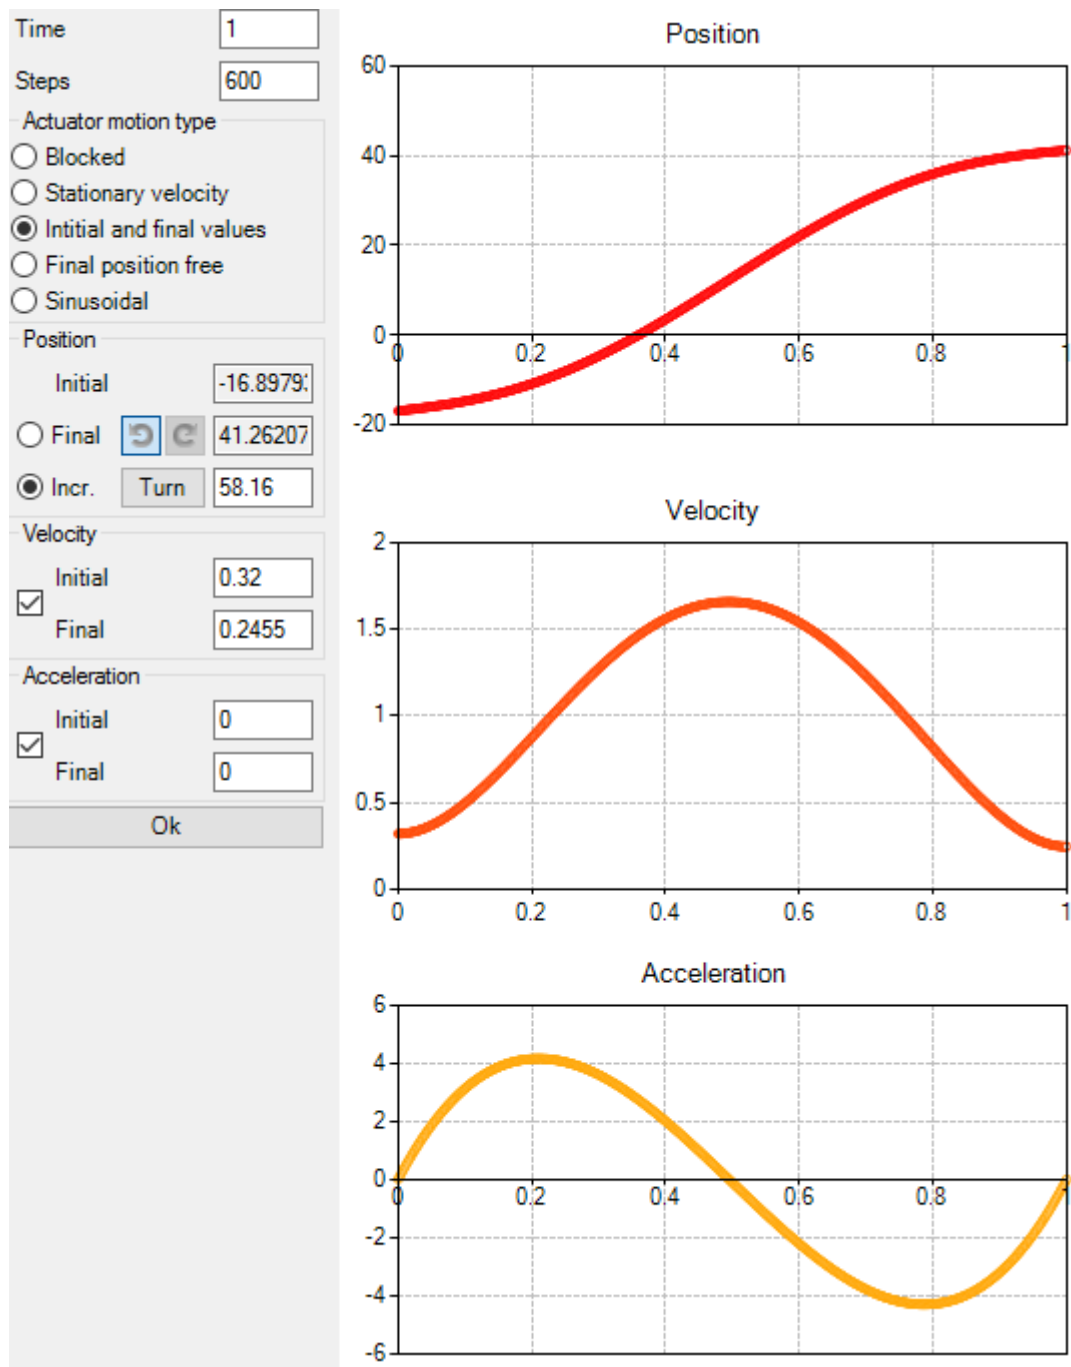 Time 1
Steps 600
Actuator motion type
Blocked
Stationary velocity
Intitial and final values
Final position free
Sinusoidal
Position
Initial -16.8979
Final 41.26207
Incr. Turn 58.16
Velocity
Initial 0.32
Final 0.2455
Acceleration
Initial 0
Final 0
Ok
Position
60
40
20
0
-20
0 0.2 0.4 0.6 0.8 1
Velocity
2
1.5
1
0.5
0
0 0.2 0.4 0.6 0.8 1
Acceleration
6
4
2
0
-2
-4
-6
0 0.2 0.4 0.6 0.8 1